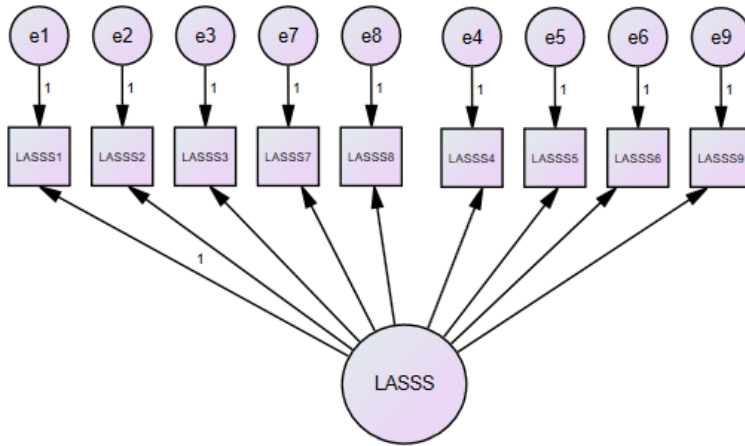 e1 e2 e3 e7 e8 e4 e5 e6 e9
1 1 1 1 1 1 1 1 1
LASSS1 LASSS2 LASSS3 LASSS7 LASSS8 LASSS4 LASSS5 LASSS6 LASSS9
1
LASSS